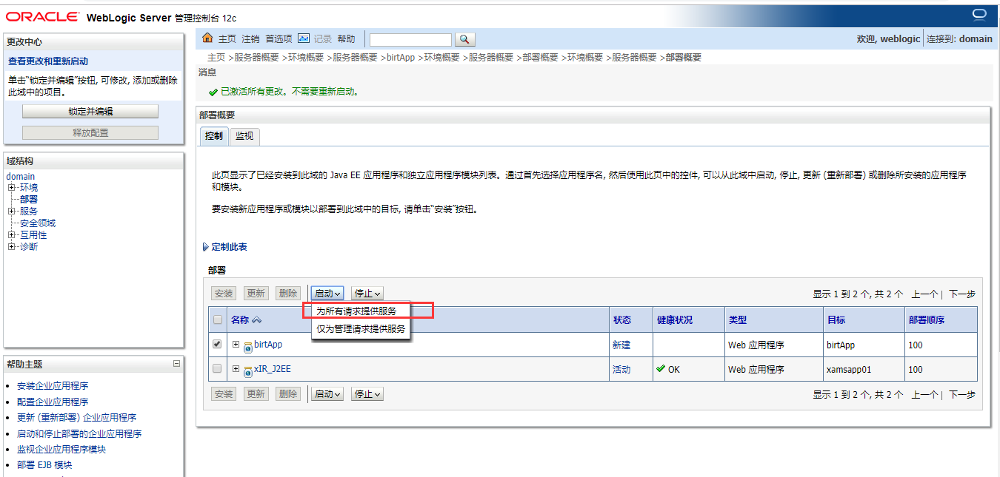 ORACLE WebLogic Server 管理控制台 12c
更改中心
查看更改和重新启动
单击“锁定并编辑”按钮, 可修改, 添加或删除
此域中的项目。
锁定并编辑
释放配置
域结构
domain
环境
部署
服务
安全领域
互用性
诊断
帮助主题
安装企业应用程序
配置企业应用程序
更新 (重新部署) 企业应用程序
启动和停止部署的企业应用程序
监视企业应用程序模块
部署 EJB 模块
主页 注销 首选项 记录 帮助
欢迎, weblogic 连接到: domain
主页 >服务器概要 >环境概要 >服务器概要 >birtApp >环境概要 >服务器概要 >部署概要 >环境概要 >服务器概要 >部署概要
消息
已激活所有更改。不需要重新启动。
部署概要
控制 监视
此页显示了已经安装到此域的 Java EE 应用程序和独立应用程序模块列表。通过首先选择应用程序名, 然后使用此页中的控件, 可以从此域中启动, 停止, 更新 (重新部署) 或删除所安装的应用程序
和模块。
要安装新应用程序或模块以部署到此域中的目标, 请单击“安装”按钮。
定制此表
部署
安装 更新 删除 启动 停止 显示 1 到 2 个, 共 2 个 上一个 | 下一步
为所有请求提供服务
仅为管理请求提供服务
名称 状态 健康状况 类型 目标 部署顺序
birtApp 新建 Web 应用程序 birtApp 100
xIR_J2EE 活动 OK Web 应用程序 xamsapp01 100
安装 更新 删除 启动 停止 显示 1 到 2 个, 共 2 个 上一个 | 下一步